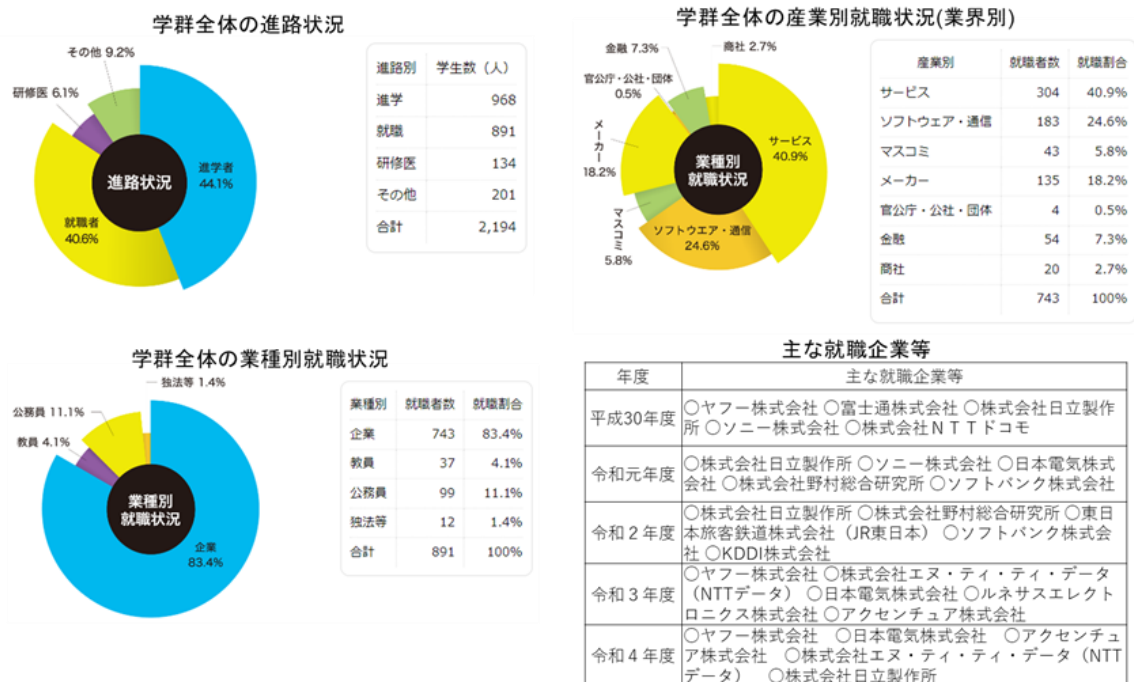 学群全体の進路状況
その他 9.2%
研修医 6.1%
進学者
44.1%
就職者
40.6%
進路状況
進路別 学生数（人）
進学 968
就職 891
研修医 134
その他 201
合計 2,194
学群全体の産業別就職状況(業界別)
金融 7.3%
商社 2.7%
官公庁・公社・団体
0.5%
メーカー
18.2%
マスコミ
5.8%
サービス
40.9%
ソフトウエア・通信
24.6%
業種別
就職状況
産業別 就職者数 就職割合
サービス 304 40.9%
ソフトウェア・通信 183 24.6%
マスコミ 43 5.8%
メーカー 135 18.2%
官公庁・公社・団体 4 0.5%
金融 54 7.3%
商社 20 2.7%
合計 743 100%
学群全体の業種別就職状況
独法等 1.4%
公務員 11.1%
教員 4.1%
業種別
就職状況
企業
83.4%
業種別 就職者数 就職割合
企業 743 83.4%
教員 37 4.1%
公務員 99 11.1%
独法等 12 1.4%
合計 891 100%
主な就職企業等
年度 主な就職企業等
平成30年度 〇ヤフー株式会社 〇富士通株式会社 〇株式会社日立製作
所 〇ソニー株式会社 〇株式会社ＮＴＴドコモ
令和元年度 〇株式会社日立製作所 〇ソニー株式会社 〇日本電気株式
会社 〇株式会社野村総合研究所 〇ソフトバンク株式会社
令和２年度 〇株式会社日立製作所 〇株式会社野村総合研究所 〇東日
本旅客鉄道株式会社（JR東日本） 〇ソフトバンク株式会
社 〇KDDI株式会社
令和３年度 〇ヤフー株式会社 〇株式会社エヌ・ティ・ティ・データ
（NTTデータ） 〇日本電気株式会社 〇ルネサスエレクト
ロニクス株式会社 〇アクセンチュア株式会社
令和４年度 〇ヤフー株式会社　〇日本電気株式会社　〇アクセンチュ
ア株式会社　〇株式会社エヌ・ティ・ティ・データ（NTT
データ）　〇株式会社日立製作所